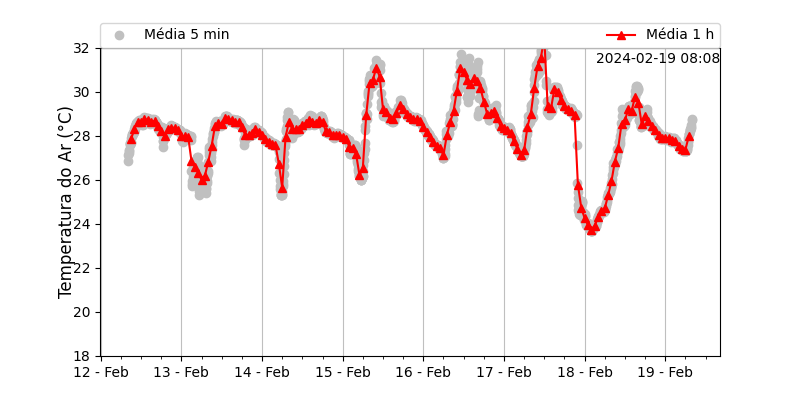 Média 5 min
Média 1 h
2024-02-19 08:08
Temperatura do Ar (°C)
32
30
28
26
24
22
20
18
12 - Feb
13 - Feb
14 - Feb
15 - Feb
16 - Feb
17 - Feb
18 - Feb
19 - Feb